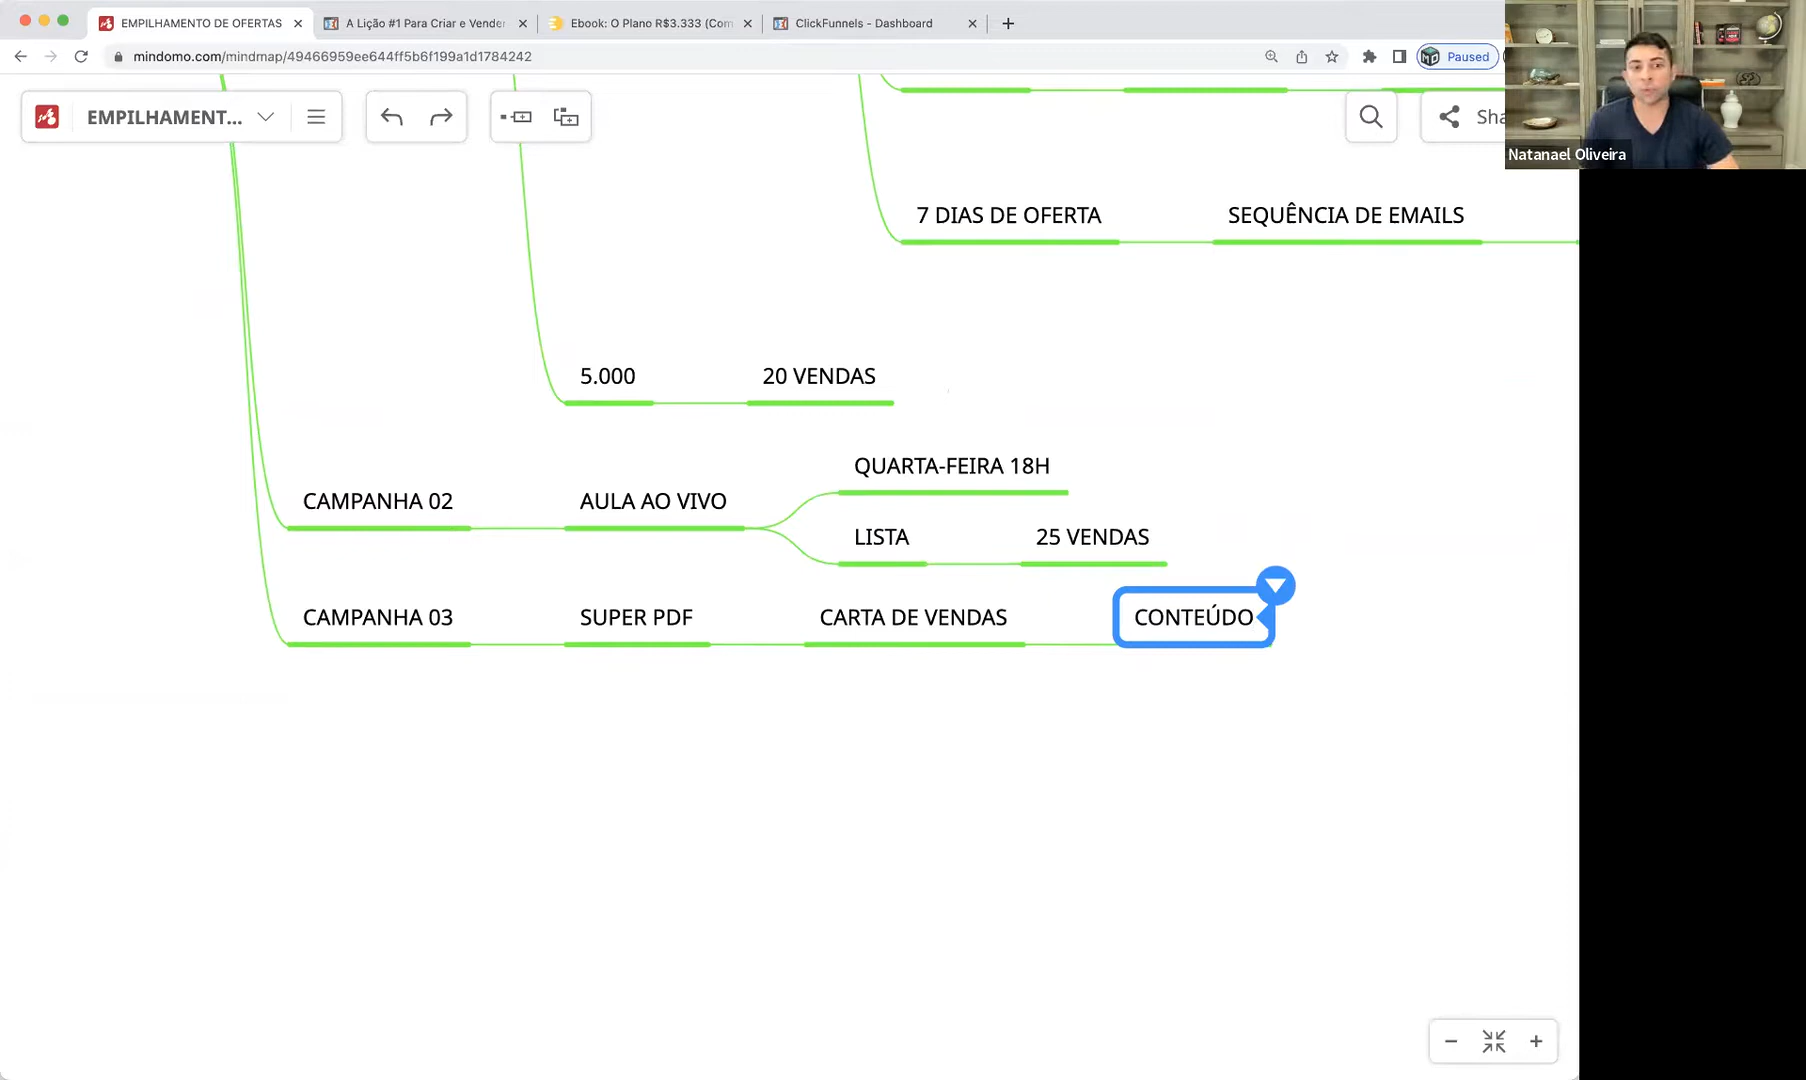 EMPILHAMENTO DE OFERTAS
A Lição #1 Para Criar e Vender
Ebook: O Plano R$3.333 (Com
ClickFunnels - Dashboard
mindomo.com/mindmap/49466959ee644ff5b6f199a1d1784242
Paused
EMPILHAMENT...
Sha
Natanael Oliveira
7 DIAS DE OFERTA
SEQUÊNCIA DE EMAILS
5.000
20 VENDAS
QUARTA-FEIRA 18H
CAMPANHA 02
AULA AO VIVO
LISTA
25 VENDAS
CAMPANHA 03
SUPER PDF
CARTA DE VENDAS
CONTEÚDO